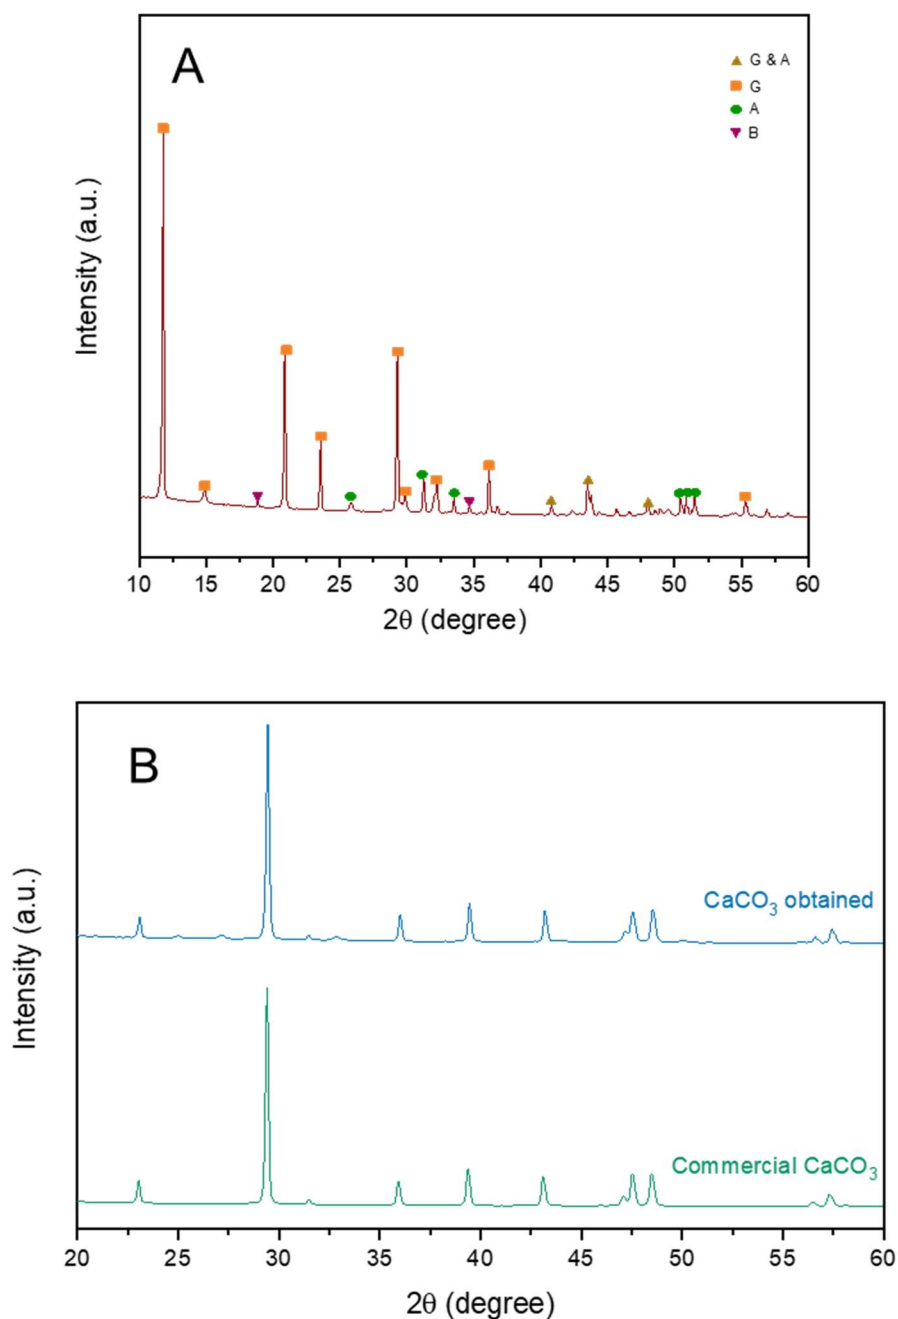 A
G & A
G
A
B
Intensity (a.u.)
10 15 20 25 30 35 40 45 50 55 60
2θ (degree)
B
CaCO3 obtained
Intensity (a.u.)
Commercial CaCO3
20 25 30 35 40 45 50 55 60
2θ (degree)